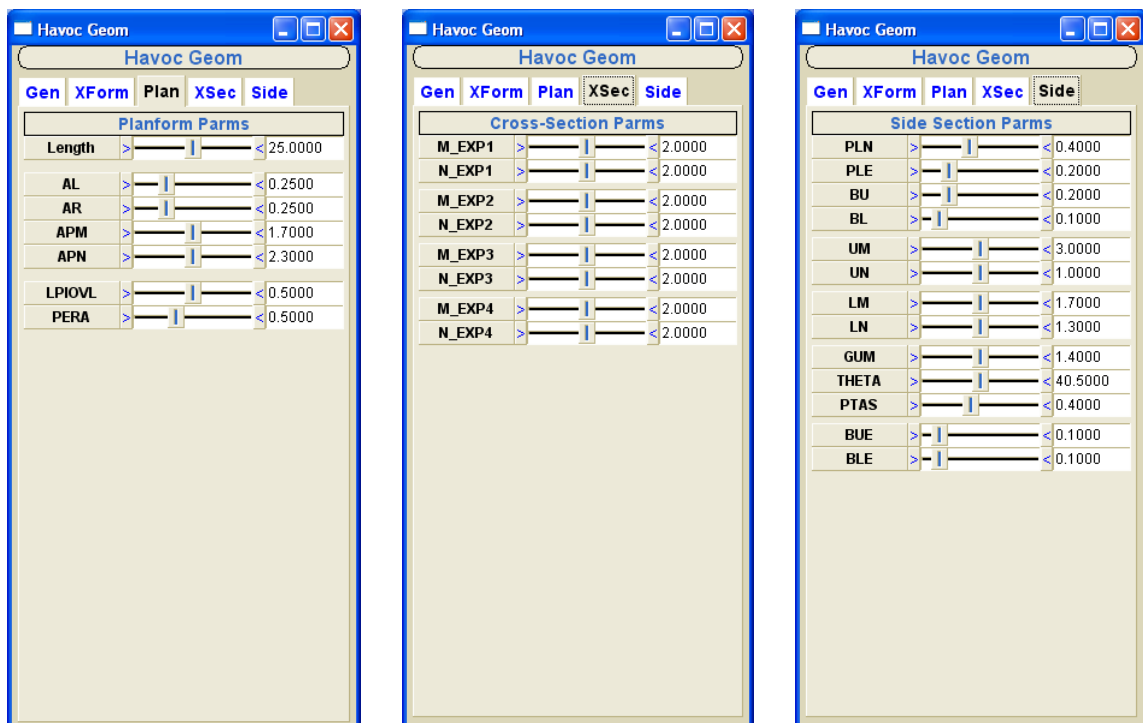 Havoc Geom
Havoc Geom
Gen XForm Plan XSec Side
Planform Parms
Length > < 25.0000
AL > < 0.2500
AR > < 0.2500
APM > < 1.7000
APN > < 2.3000
LPIOVL > < 0.5000
PERA > < 0.5000
Havoc Geom
Havoc Geom
Gen XForm Plan XSec Side
Cross-Section Parms
M_EXP1 > < 2.0000
N_EXP1 > < 2.0000
M_EXP2 > < 2.0000
N_EXP2 > < 2.0000
M_EXP3 > < 2.0000
N_EXP3 > < 2.0000
M_EXP4 > < 2.0000
N_EXP4 > < 2.0000
Havoc Geom
Havoc Geom
Gen XForm Plan XSec Side
Side Section Parms
PLN > < 0.4000
PLE > < 0.2000
BU > < 0.2000
BL > < 0.1000
UM > < 3.0000
UN > < 1.0000
LM > < 1.7000
LN > < 1.3000
GUM > < 1.4000
THETA > < 40.5000
PTAS > < 0.4000
BUE > < 0.1000
BLE > < 0.1000